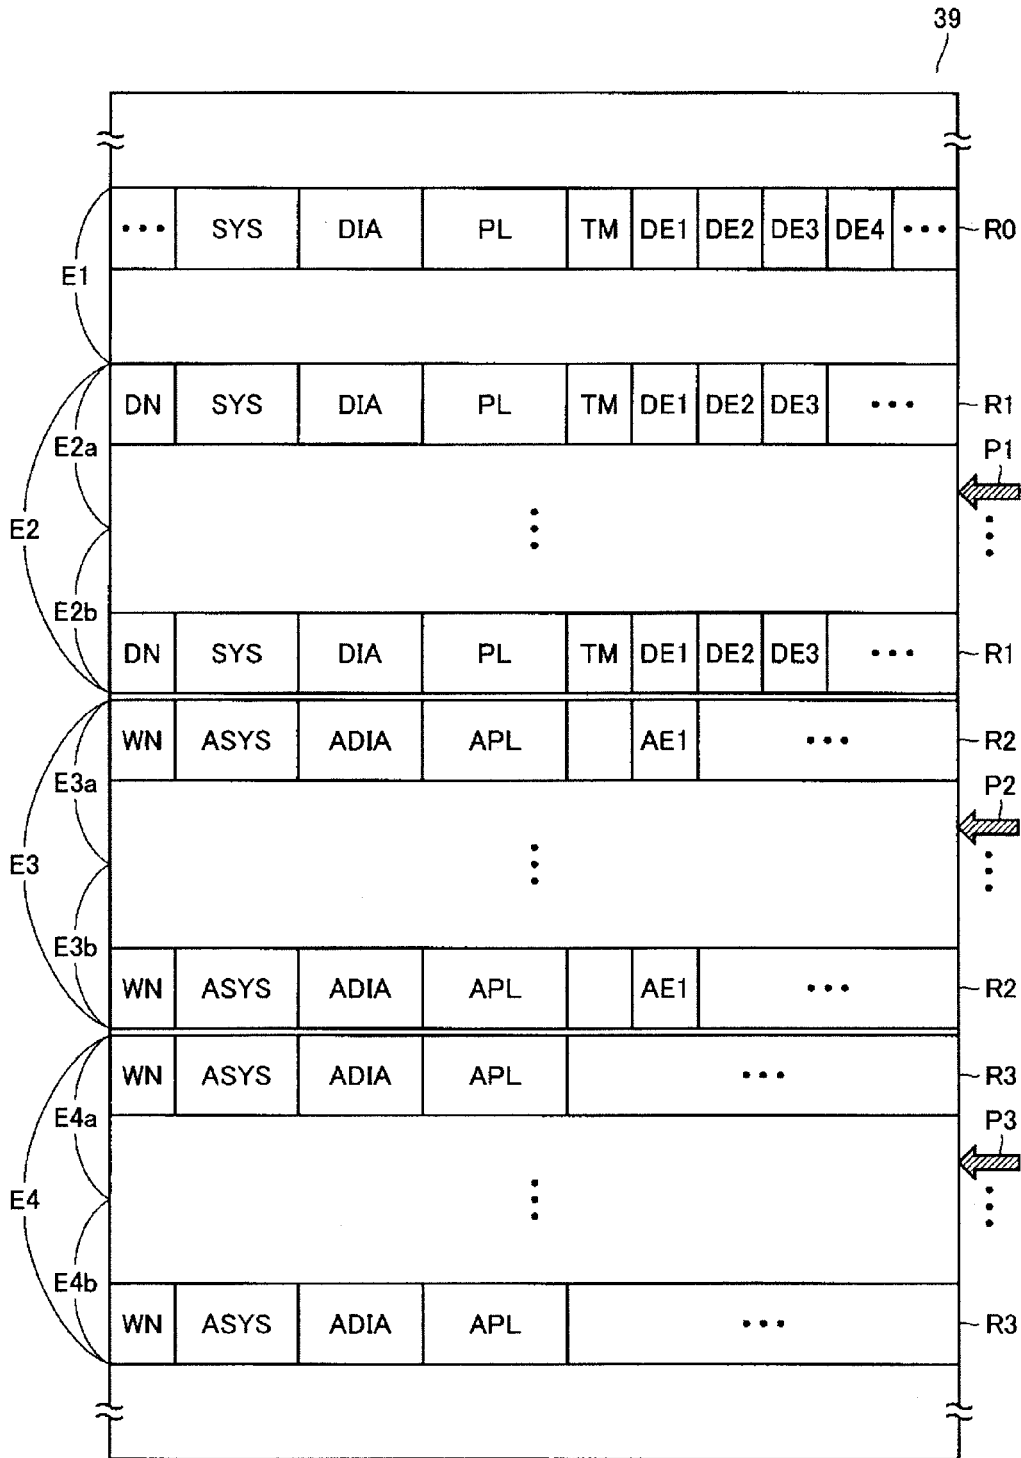 39
••• SYS DIA PL TM DE1 DE2 DE3 DE4 ••• R0
E1
DN SYS DIA PL TM DE1 DE2 DE3 ••• R1
E2a P1
E2
E2b
DN SYS DIA PL TM DE1 DE2 DE3 ••• R1
WN ASYS ADIA APL AE1 ••• R2
E3a P2
E3
E3b
WN ASYS ADIA APL AE1 ••• R2
WN ASYS ADIA APL ••• R3
E4a P3
E4
E4b
WN ASYS ADIA APL ••• R3